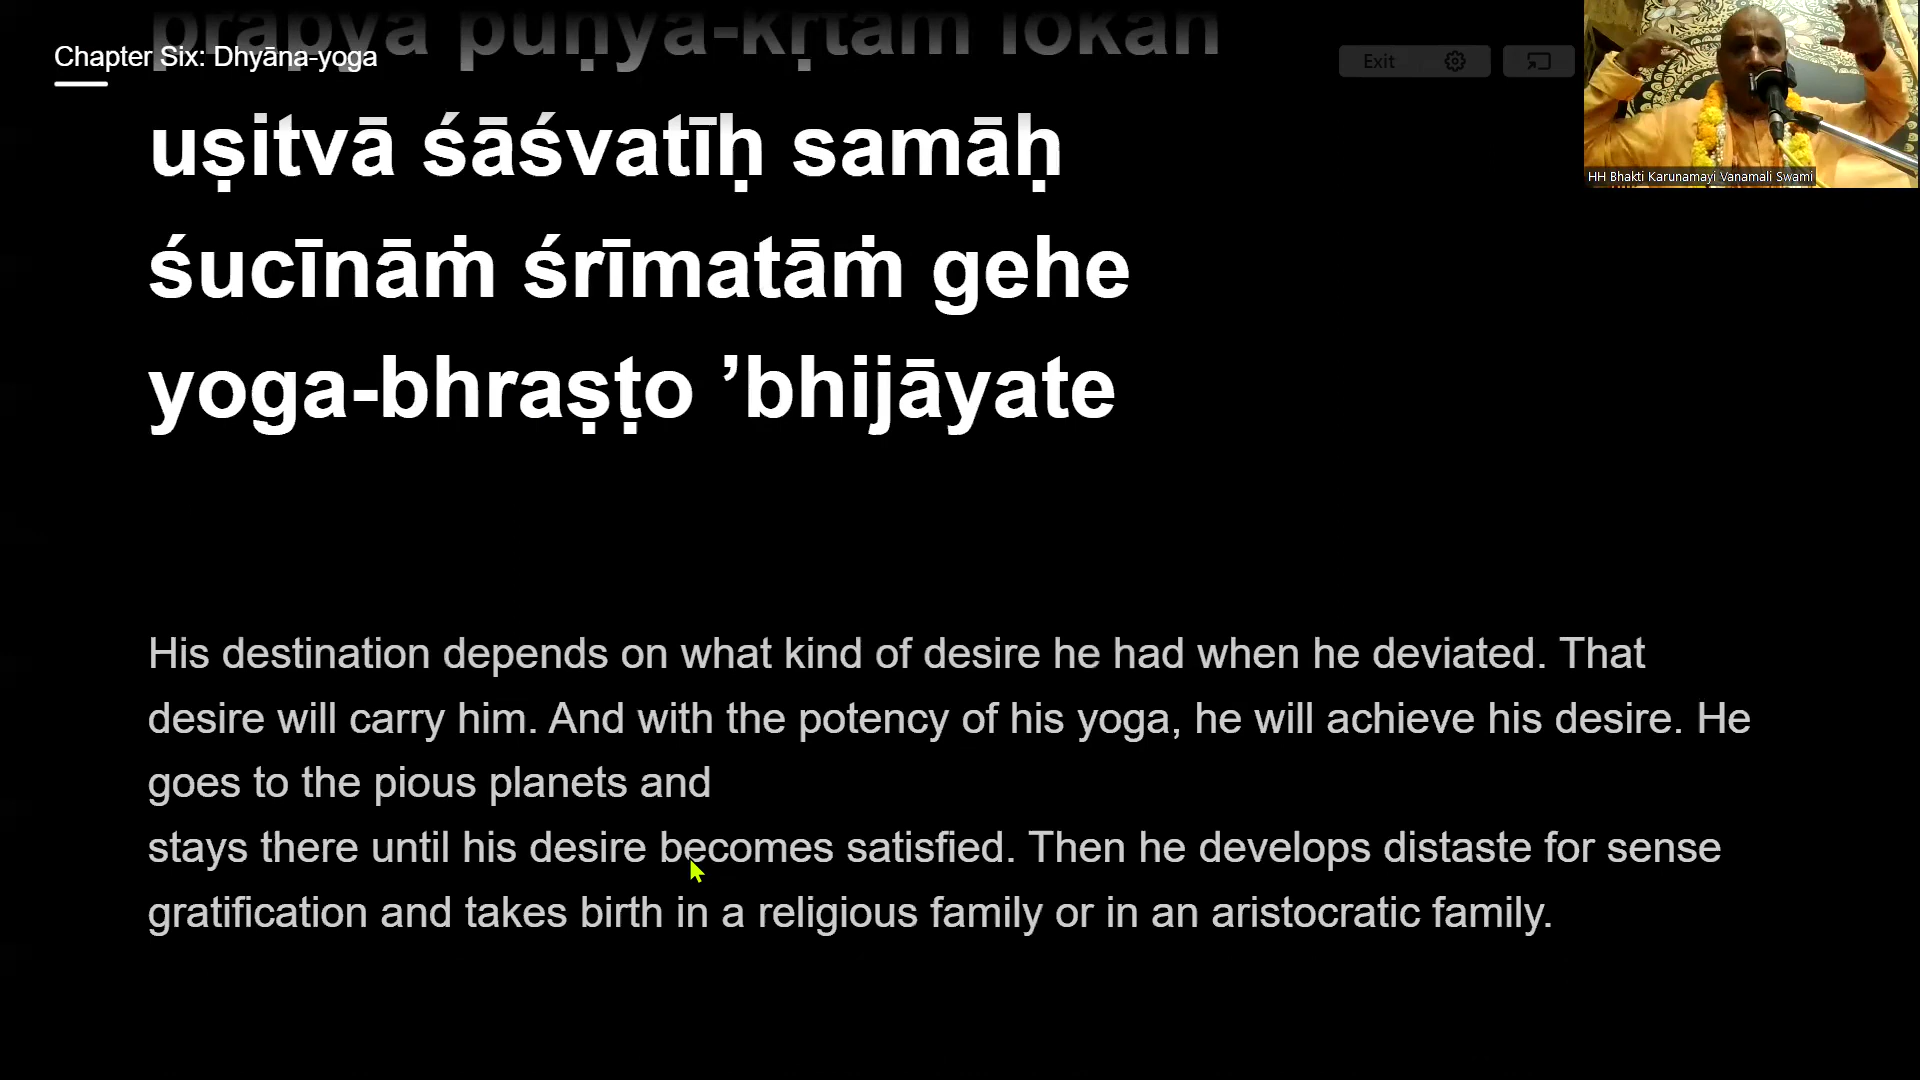 prāpya puṇya-kṛtāṁ lokān
Chapter Six: Dhyāna-yoga
Exit
uṣitvā śāśvatīḥ samāḥ
HH Bhakti Karunamayi Vanamali Swami
śucīnāṁ śrīmatāṁ gehe
yoga-bhraṣṭo ’bhijāyate
His destination depends on what kind of desire he had when he deviated. That
desire will carry him. And with the potency of his yoga, he will achieve his desire. He
goes to the pious planets and
stays there until his desire becomes satisfied. Then he develops distaste for sense
gratification and takes birth in a religious family or in an aristocratic family.